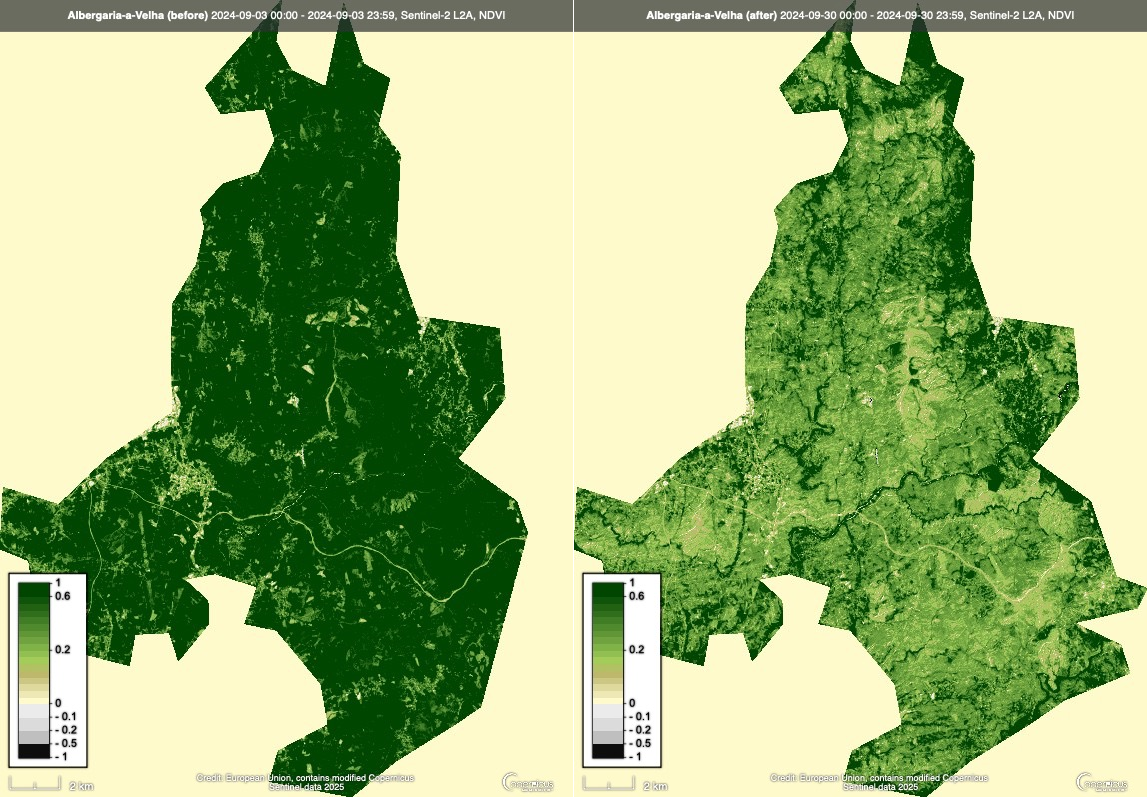 Albergaria-a-Velha (before) 2024-09-03 00:00 - 2024-09-03 23:59, Sentinel-2 L2A, NDVI
1
0.6
0.2
0
- 0.1
- 0.2
- 0.5
- 1
2 km
Credit: European Union, contains modified Copernicus
Sentinel data 2025
Albergaria-a-Velha (after) 2024-09-30 00:00 - 2024-09-30 23:59, Sentinel-2 L2A, NDVI
1
0.6
0.2
0
- 0.1
- 0.2
- 0.5
- 1
2 km
Credit: European Union, contains modified Copernicus
Sentinel data 2025